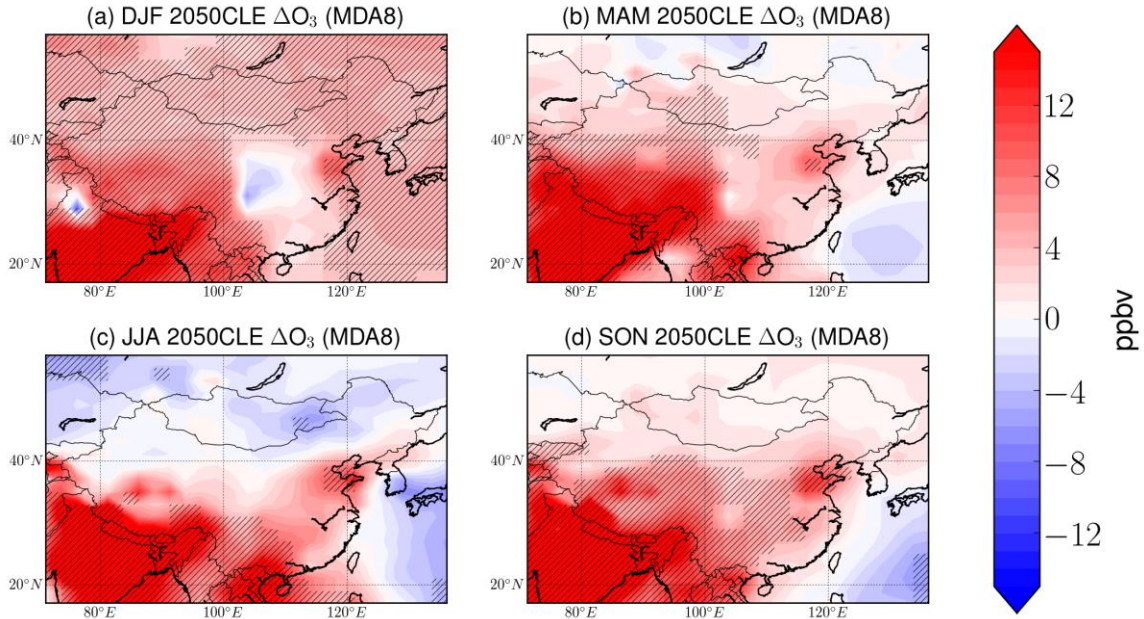 (a) DJF 2050CLE ΔO₃ (MDA8)
(b) MAM 2050CLE ΔO₃ (MDA8)
40°N
20°N
80°E 100°E 120°E
40°N
20°N
80°E 100°E 120°E
(c) JJA 2050CLE ΔO₃ (MDA8)
(d) SON 2050CLE ΔO₃ (MDA8)
40°N
20°N
80°E 100°E 120°E
40°N
20°N
80°E 100°E 120°E
12
8
4
0
−4
−8
−12
ppbv